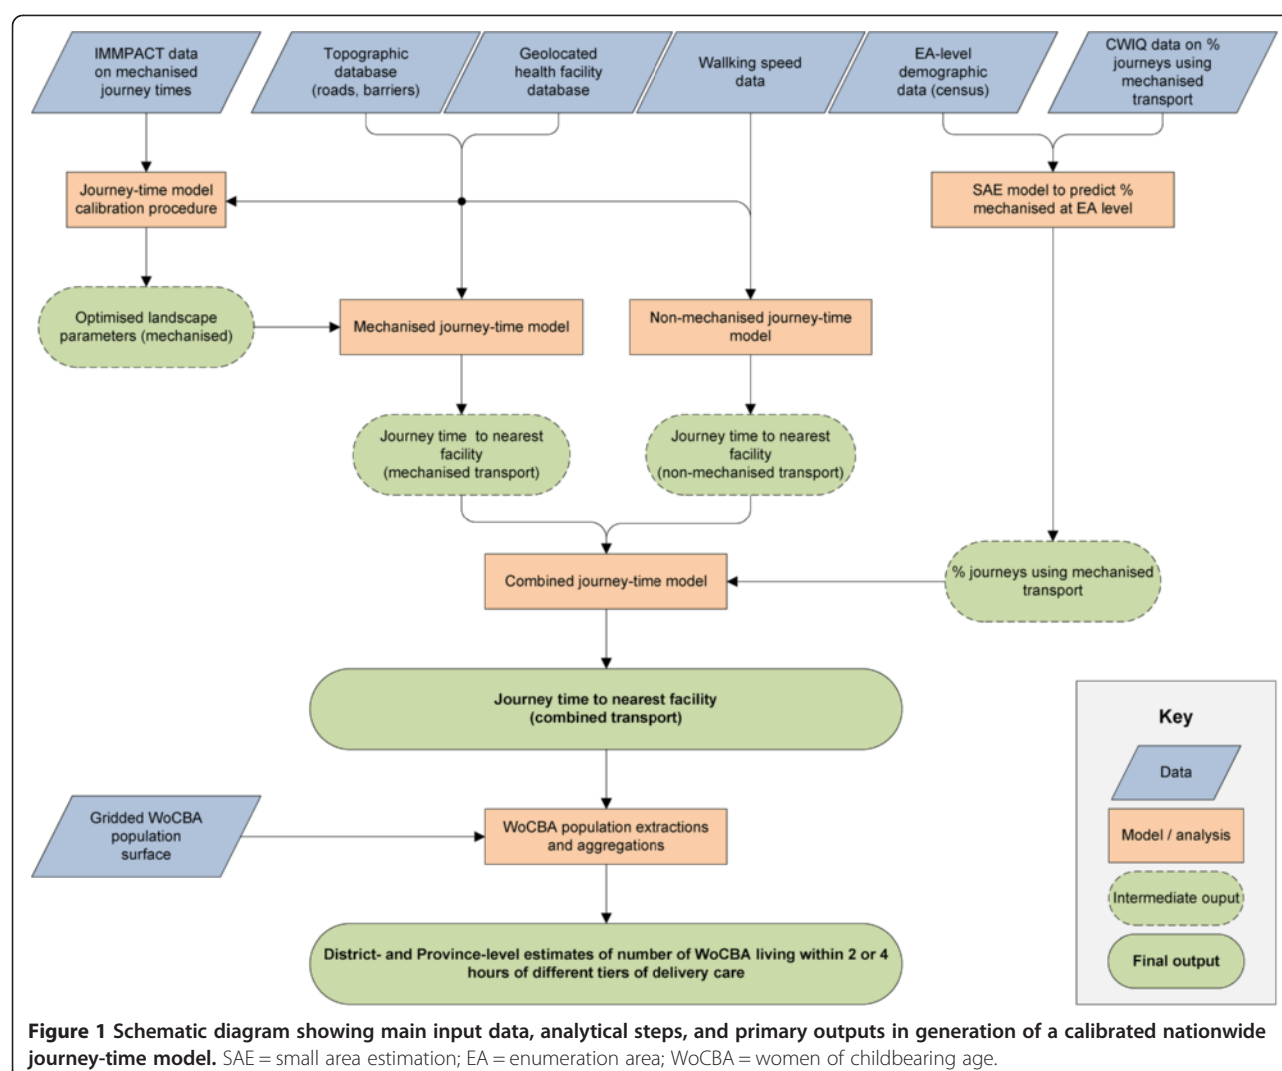 IMMPACT data
on mechanised
journey times
Topographic
database
(roads, barriers)
Geolocated
health facility
database
Wallking speed
data
EA-level
demographic
data (census)
CWIQ data on %
journeys using
mechanised
transport
Journey-time model
calibration procedure
SAE model to predict %
mechanised at EA level
Optimised landscape
parameters (mechanised)
Mechanised journey-time model
Non-mechanised journey-time
model
Journey time to nearest
facility
(mechanised transport)
Journey time to nearest
facility
(non-mechanised transport)
Combined journey-time model
% journeys using mechanised
transport
Journey time to nearest facility
(combined transport)
Gridded WoCBA
population
surface
WoCBA population extractions
and aggregations
District- and Province-level estimates of number of WoCBA living within 2 or 4
hours of different tiers of delivery care
Key
Data
Model / analysis
Intermediate ouput
Final output
Figure 1 Schematic diagram showing main input data, analytical steps, and primary outputs in generation of a calibrated nationwide
journey-time model. SAE = small area estimation; EA = enumeration area; WoCBA = women of childbearing age.